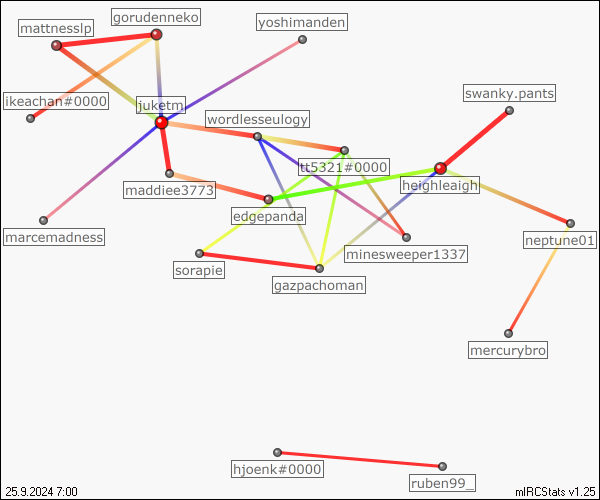 gorudenneko
mattnesslp
yoshimanden
ikeachan#0000
juketm
swanky.pants
wordlesseulogy
tt5321#0000
heighleaigh
maddiee3773
edgepanda
marcemadness
neptune01
minesweeper1337
sorapie
gazpachoman
mercurybro
hjoenk#0000
ruben99_
25.9.2024 7:00
mIRCStats v1.25